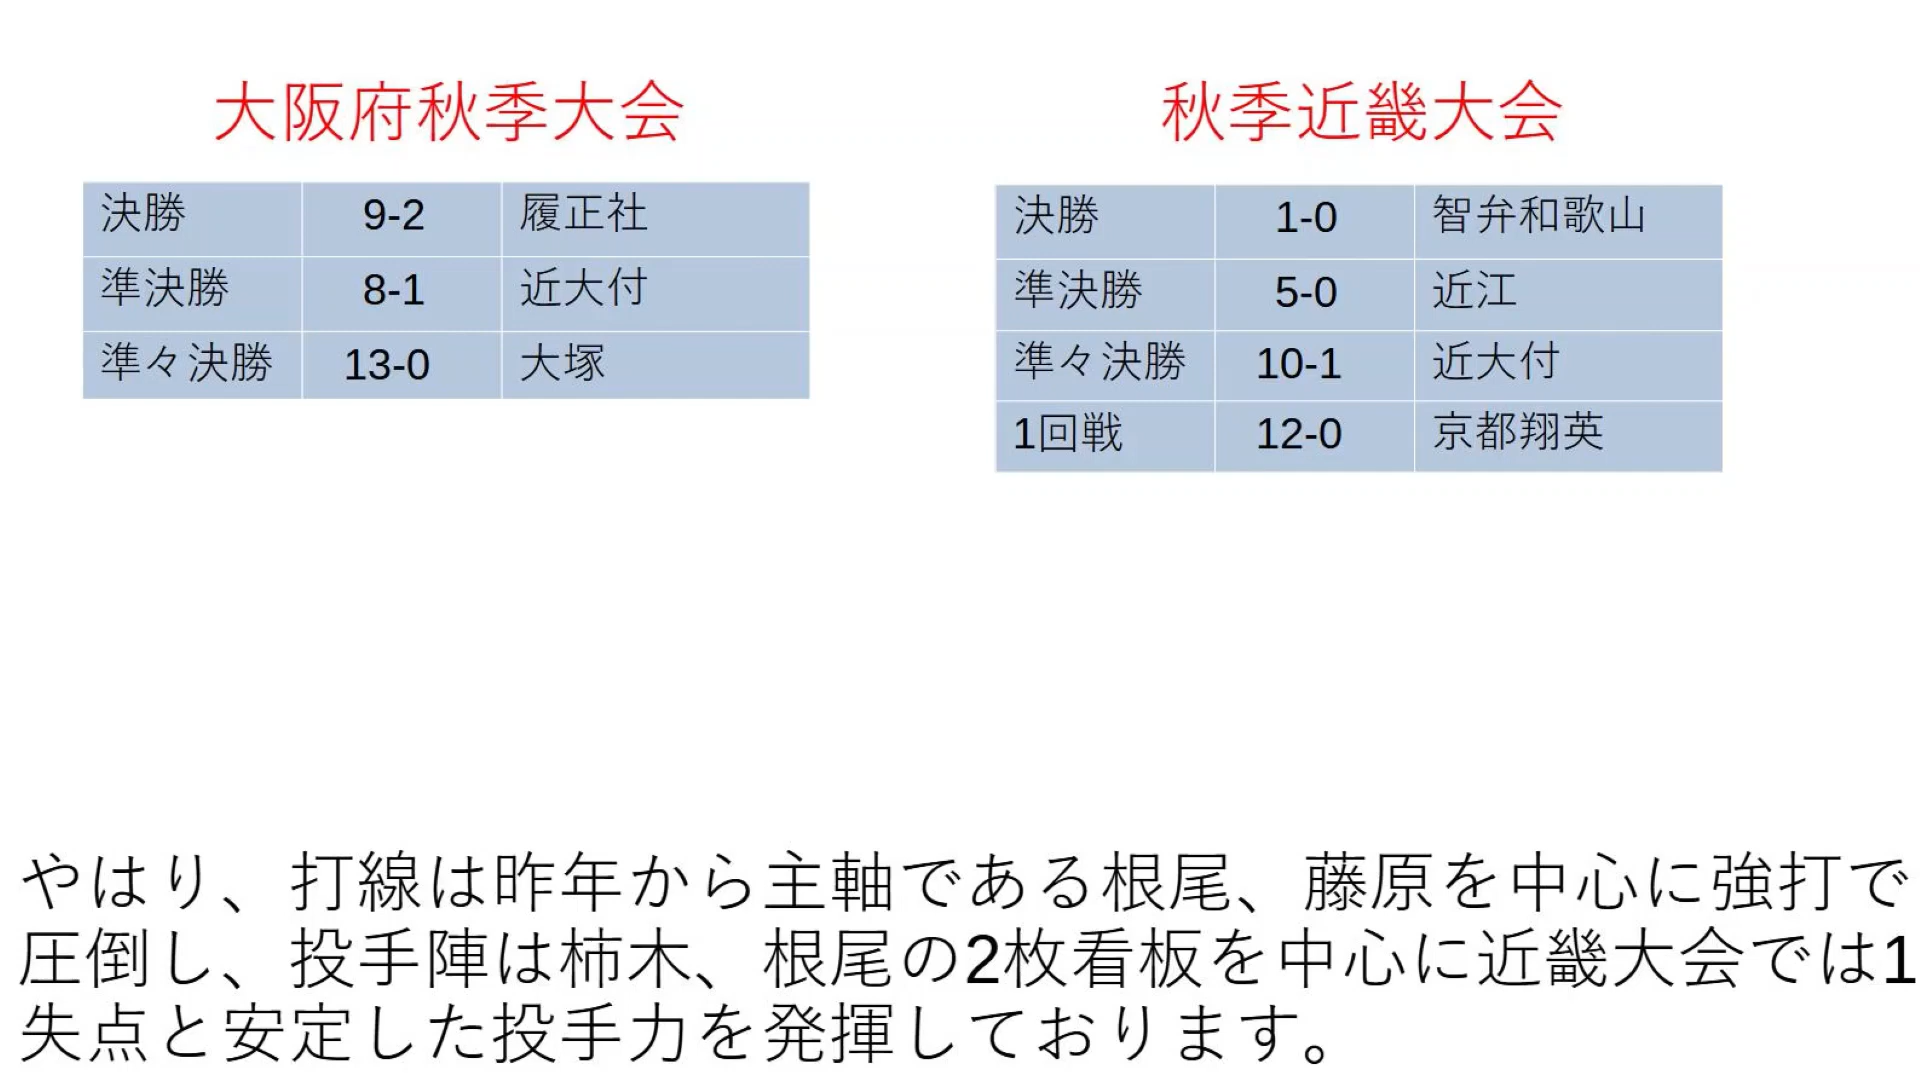 大阪府秋季大会
決勝 9-2 履正社
準決勝 8-1 近大付
準々決勝 13-0 大塚
秋季近畿大会
決勝 1-0 智弁和歌山
準決勝 5-0 近江
準々決勝 10-1 近大付
1回戦 12-0 京都翔英
やはり、打線は昨年から主軸である根尾、藤原を中心に強打で
圧倒し、投手陣は柿木、根尾の2枚看板を中心に近畿大会では1
失点と安定した投手力を発揮しております。